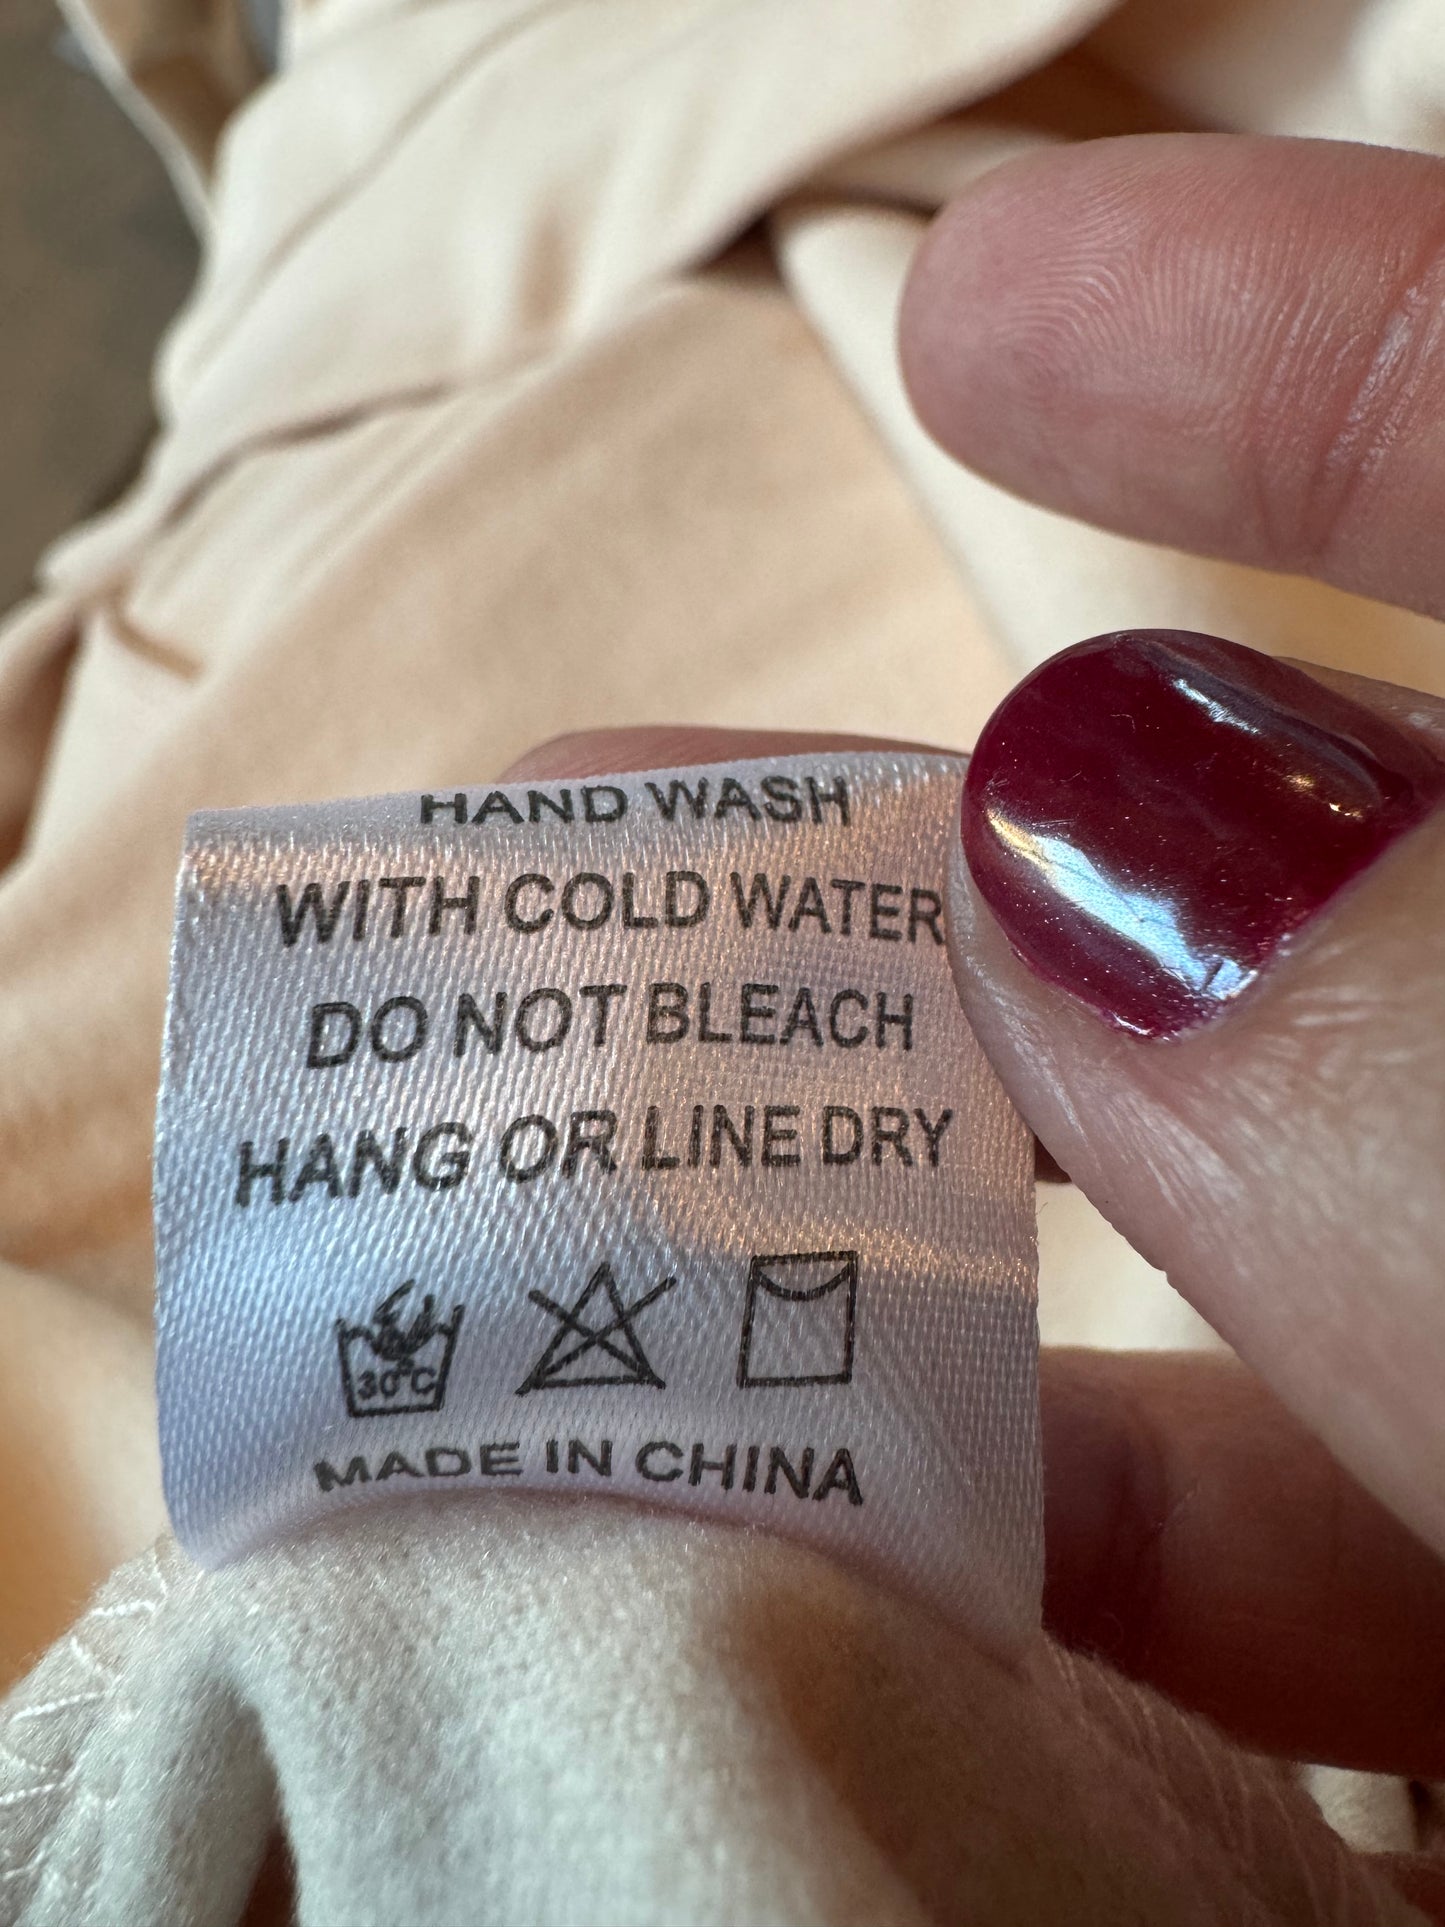 HAND WASH
WITH COLD WATER
DO NOT BLEACH
HANG OR LINE DRY
30°C
MADE IN CHINA